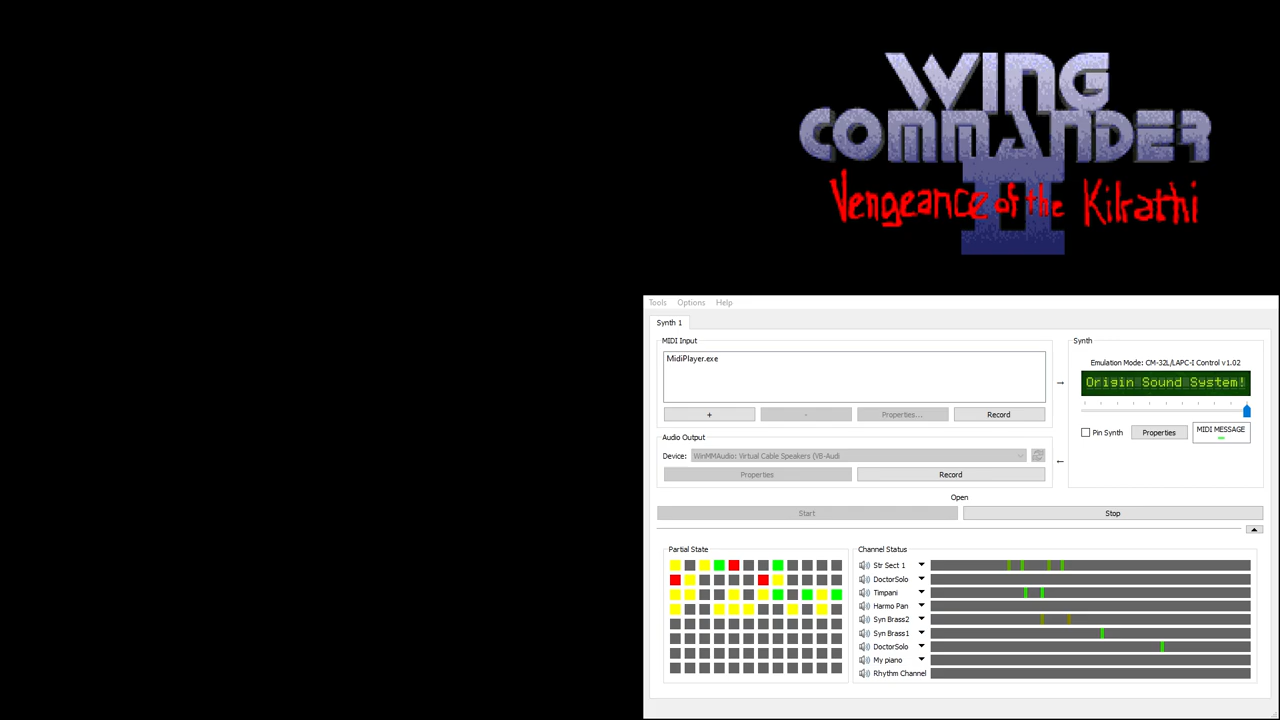 WING
COMMANDER
II
Vengeance of the Kilrathi
Tools Options Help
Synth 1
MIDI Input
MidiPlayer.exe
+ - Properties... Record
Audio Output
Device: WinMMAudio: Virtual Cable Speakers (VB-Audi
Properties Record
Synth
Emulation Mode: CM-32L/LAPC-I Control v1.02
Origin Sound System!
Pin Synth Properties MIDI MESSAGE
Open
Start Stop
Partial State
Channel Status
Str Sect 1
DoctorSolo
Timpani
Harmo Pan
Syn Brass2
Syn Brass1
DoctorSolo
My piano
Rhythm Channel